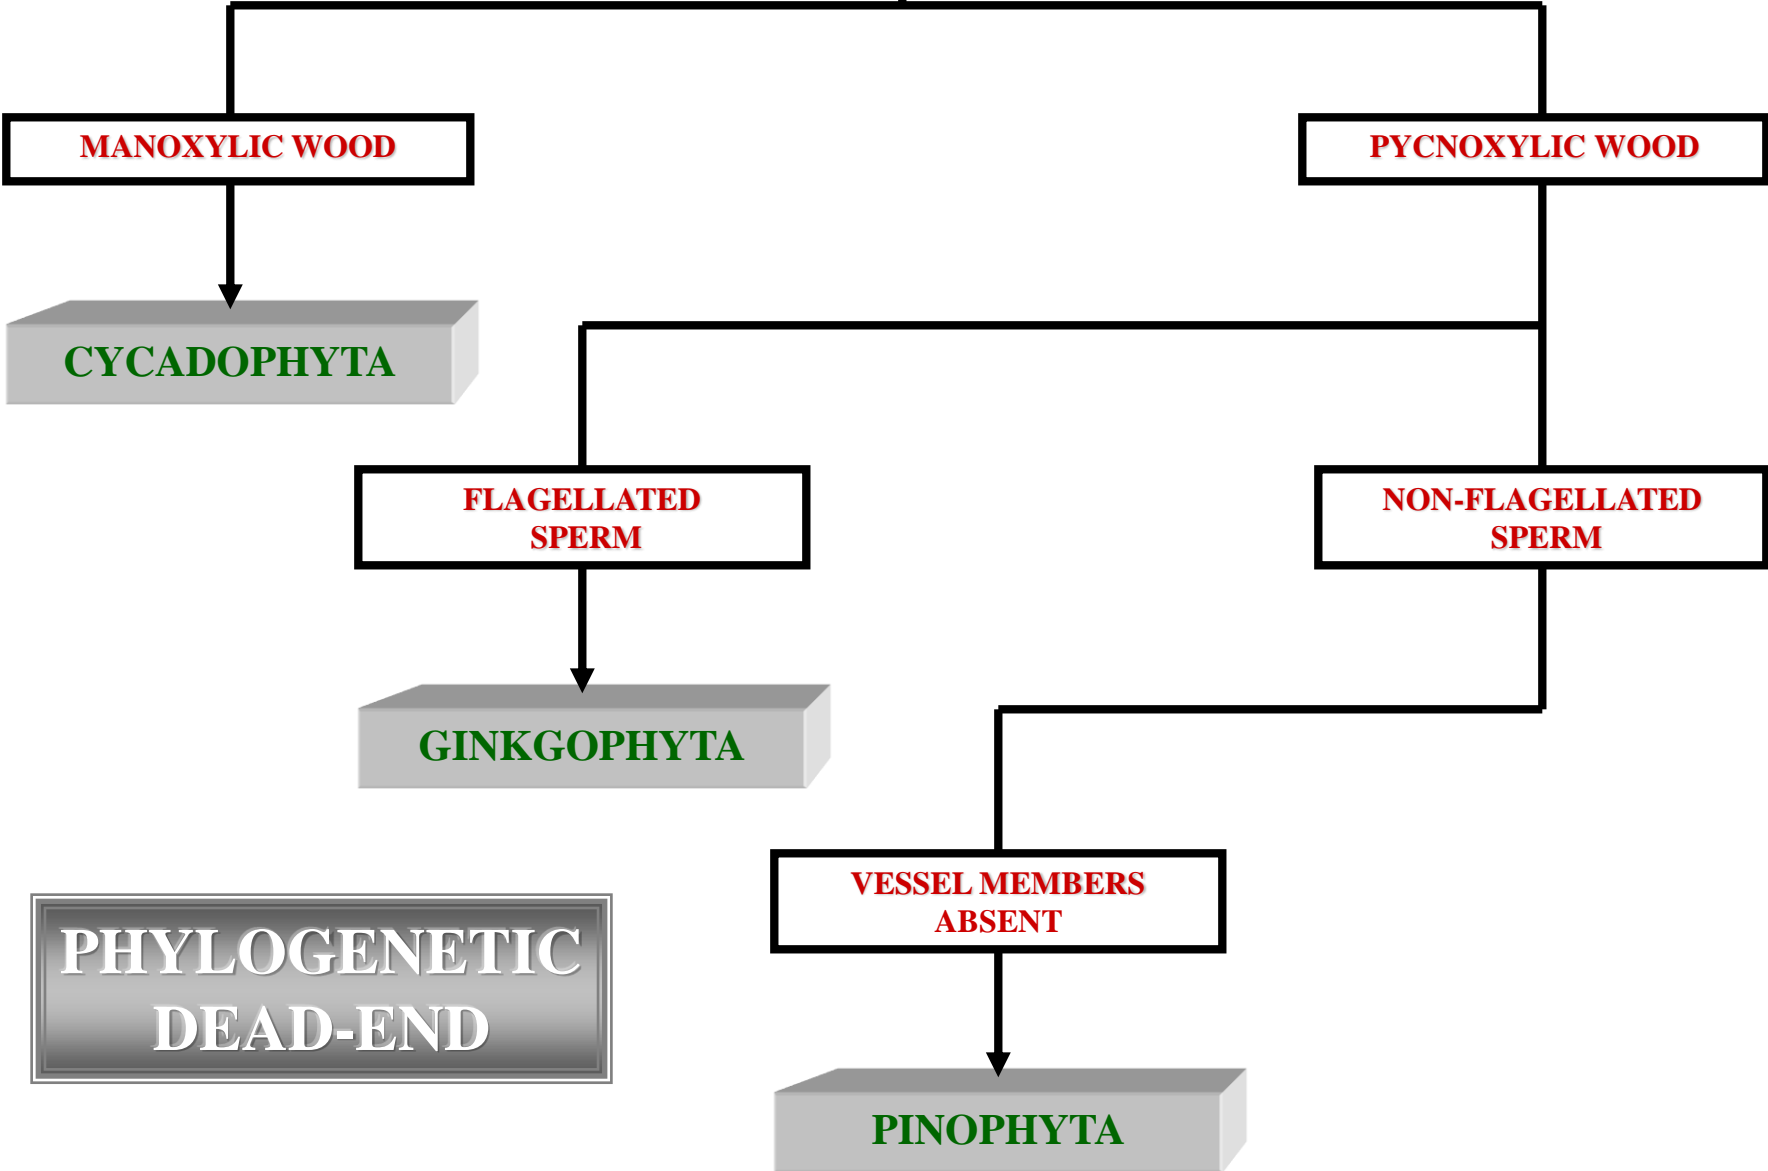 MANOXYLIC WOOD
PYCNOXYLIC WOOD
CYCADOPHYTA
FLAGELLATED
SPERM
NON-FLAGELLATED
SPERM
GINKGOPHYTA
VESSEL MEMBERS
ABSENT
PHYLOGENETIC
DEAD-END
PINOPHYTA